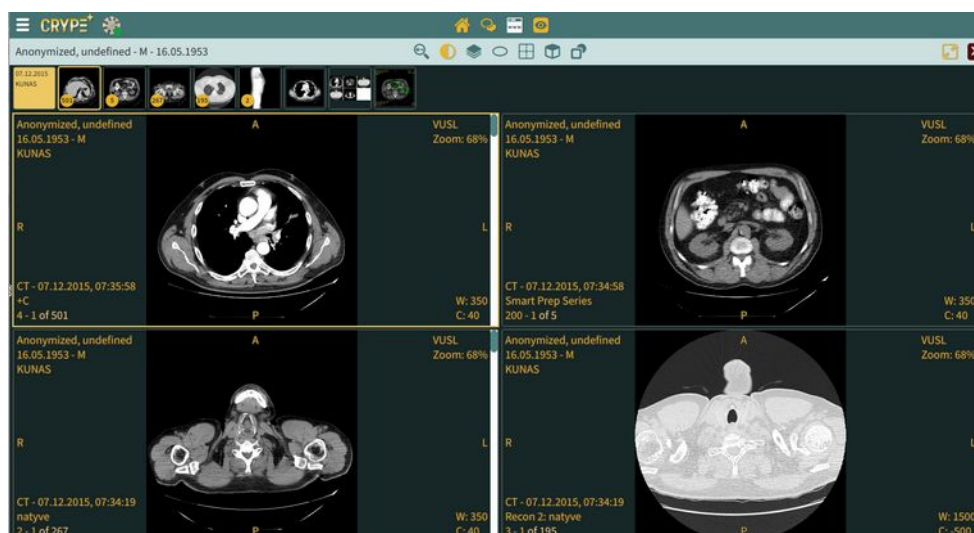 CRYPE+
Anonymized, undefined - M - 16.05.1953
07.12.2015
KUNAS
501
5
267
195
2
Anonymized, undefined
16.05.1953 - M
KUNAS
A
VUSL
Zoom: 68%
R
L
CT - 07.12.2015, 07:35:58
+C
4 - 1 of 501
P
W: 350
C: 40
Anonymized, undefined
16.05.1953 - M
KUNAS
A
VUSL
Zoom: 68%
R
L
CT - 07.12.2015, 07:34:58
Smart Prep Series
200 - 1 of 5
P
W: 350
C: 40
Anonymized, undefined
16.05.1953 - M
KUNAS
A
VUSL
Zoom: 68%
R
L
CT - 07.12.2015, 07:34:19
natyve
2 - 1 of 267
P
W: 350
C: 40
Anonymized, undefined
16.05.1953 - M
KUNAS
A
VUSL
Zoom: 68%
R
L
CT - 07.12.2015, 07:34:19
Recon 2: natyve
3 - 1 of 195
P
W: 1500
C: -500